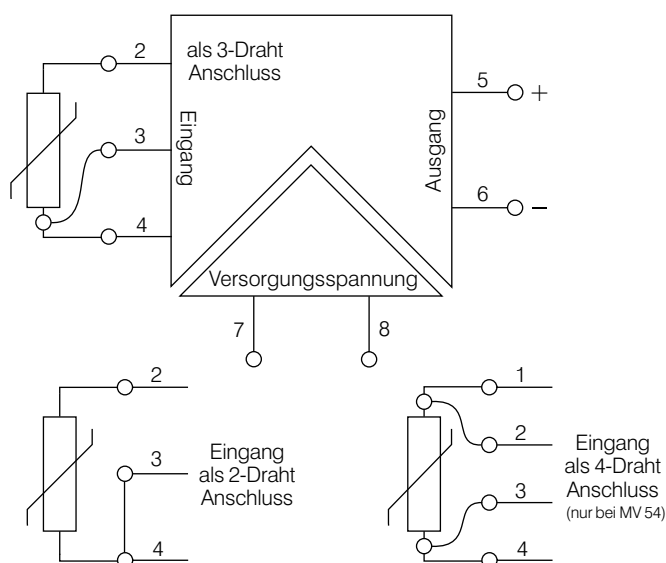 2
als 3-Draht
Anschluss
3
4
Eingang
Ausgang
5
+
6
−
Versorgungsspannung
7
8
2
3
4
Eingang
als 2-Draht
Anschluss
1
2
3
4
Eingang
als 4-Draht
Anschluss
(nur bei MV 54)